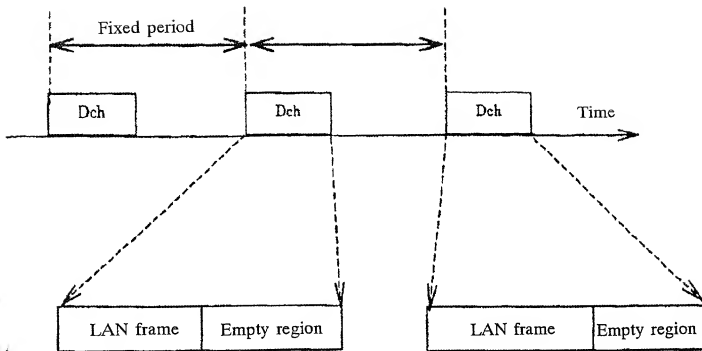 Fixed period
Dch
Dch
Dch
Time
LAN frame
Empty region
LAN frame
Empty region